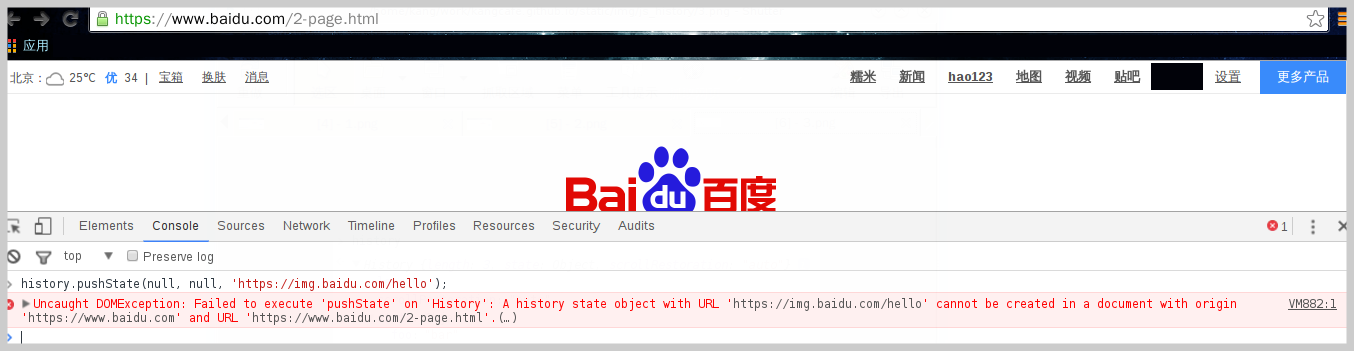 https://www.baidu.com/2-page.html
应用
北京： 25℃ 优 34 | 宝箱 换肤 消息 糯米 新闻 hao123 地图 视频 贴吧 设置 更多产品
Bai du 百度
Elements Console Sources Network Timeline Profiles Resources Security Audits 1
top Preserve log
history.pushState(null, null, 'https://img.baidu.com/hello');
Uncaught DOMException: Failed to execute 'pushState' on 'History': A history state object with URL 'https://img.baidu.com/hello' cannot be created in a document with origin VM882:1
'https://www.baidu.com' and URL 'https://www.baidu.com/2-page.html'.(…)